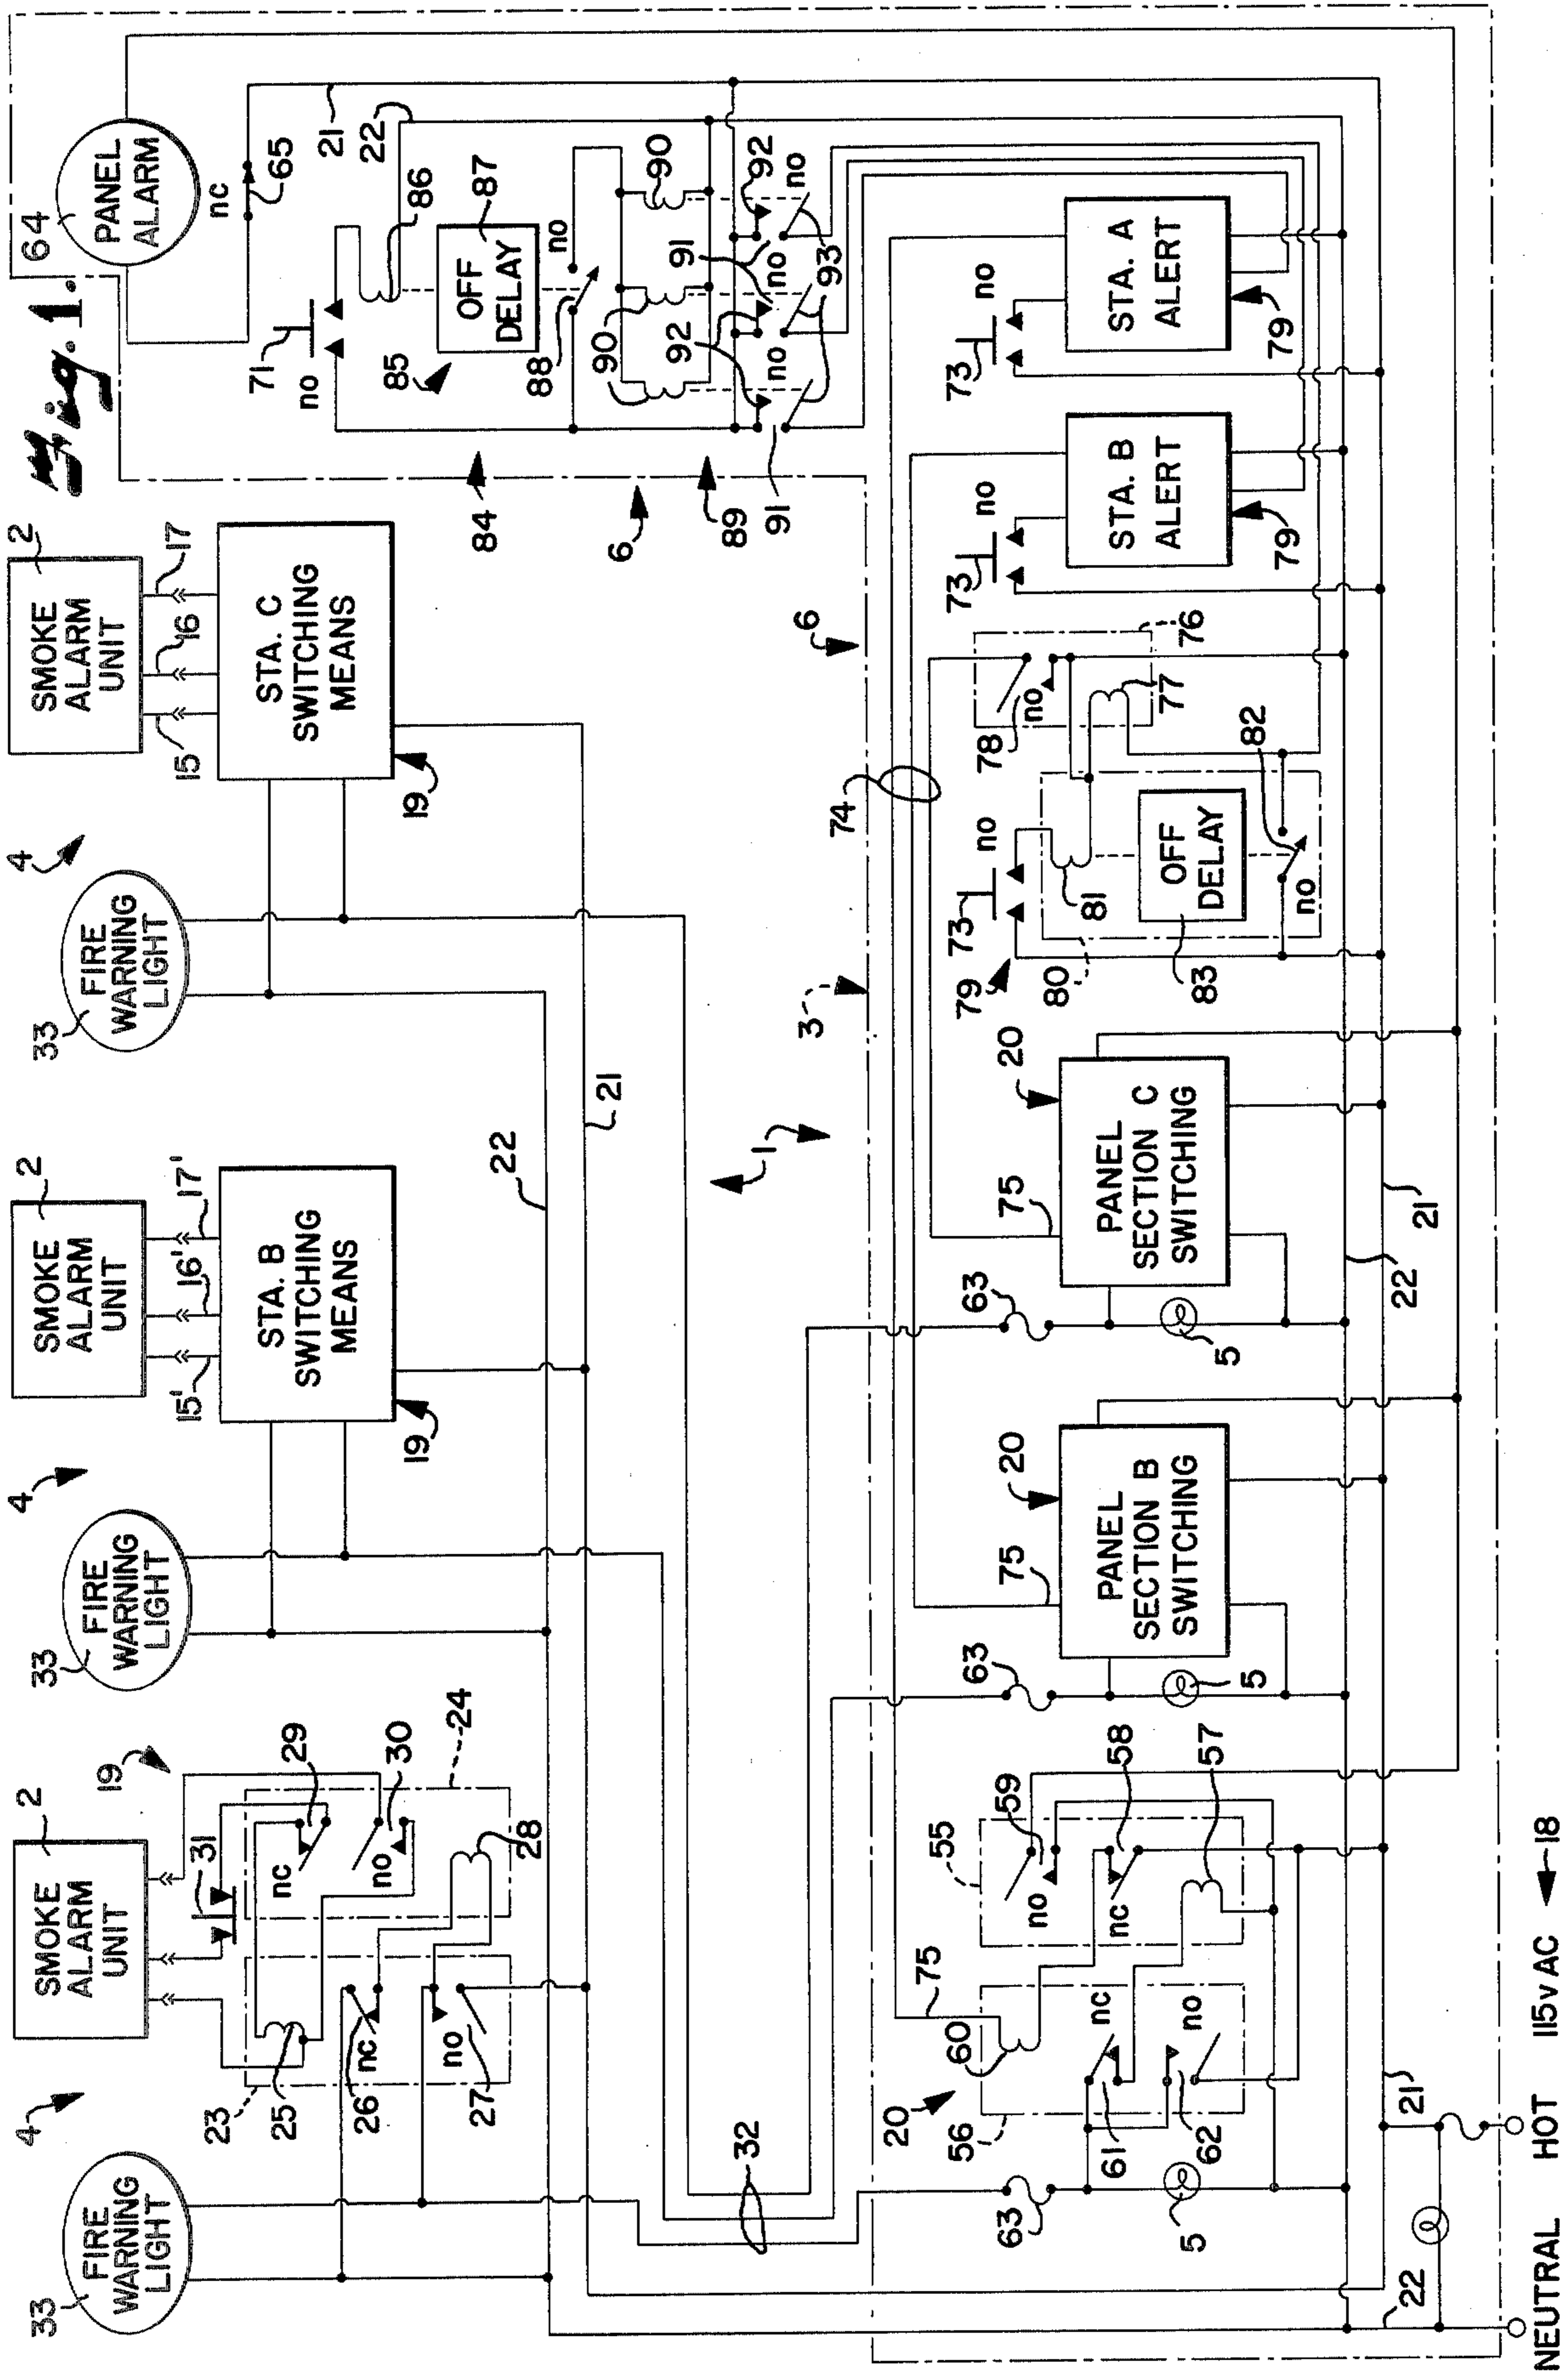 Fig. 1.
64
PANEL
ALARM
nc
65
21
22
71
no
86
85
OFF
DELAY
87
88
no
90
90
92
91
no
92
no
no
93
91
84
6
89
2
SMOKE
ALARM
UNIT
15
16
17
STA. C
SWITCHING
MEANS
19
4
33
FIRE
WARNING
LIGHT
2
SMOKE
ALARM
UNIT
15'
16'
17'
STA. B
SWITCHING
MEANS
19
22
21
4
33
FIRE
WARNING
LIGHT
2
SMOKE
ALARM
UNIT
19
31
29
30
24
nc
no
28
23
25
26
nc
no
27
4
33
FIRE
WARNING
LIGHT
32
1
3
6
74
73
no
STA. A
ALERT
79
73
no
STA. B
ALERT
79
76
78
no
77
82
73
no
79
81
80
OFF
DELAY
83
no
20
75
PANEL
SECTION C
SWITCHING
63
5
22
21
20
75
PANEL
SECTION B
SWITCHING
63
5
55
59
58
57
no
nc
75
60
20
56
nc
no
61
62
63
5
21
22
NEUTRAL
HOT
115v AC
18